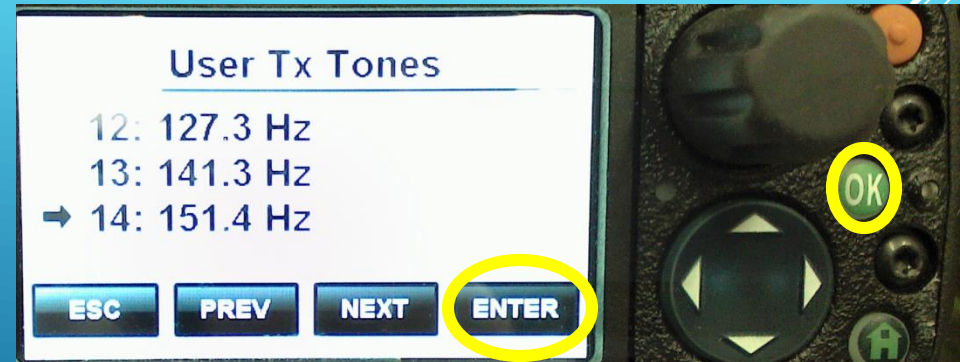 User Tx Tones
12: 127.3 Hz
13: 141.3 Hz
➡ 14: 151.4 Hz
ESC PREV NEXT ENTER
OK
H